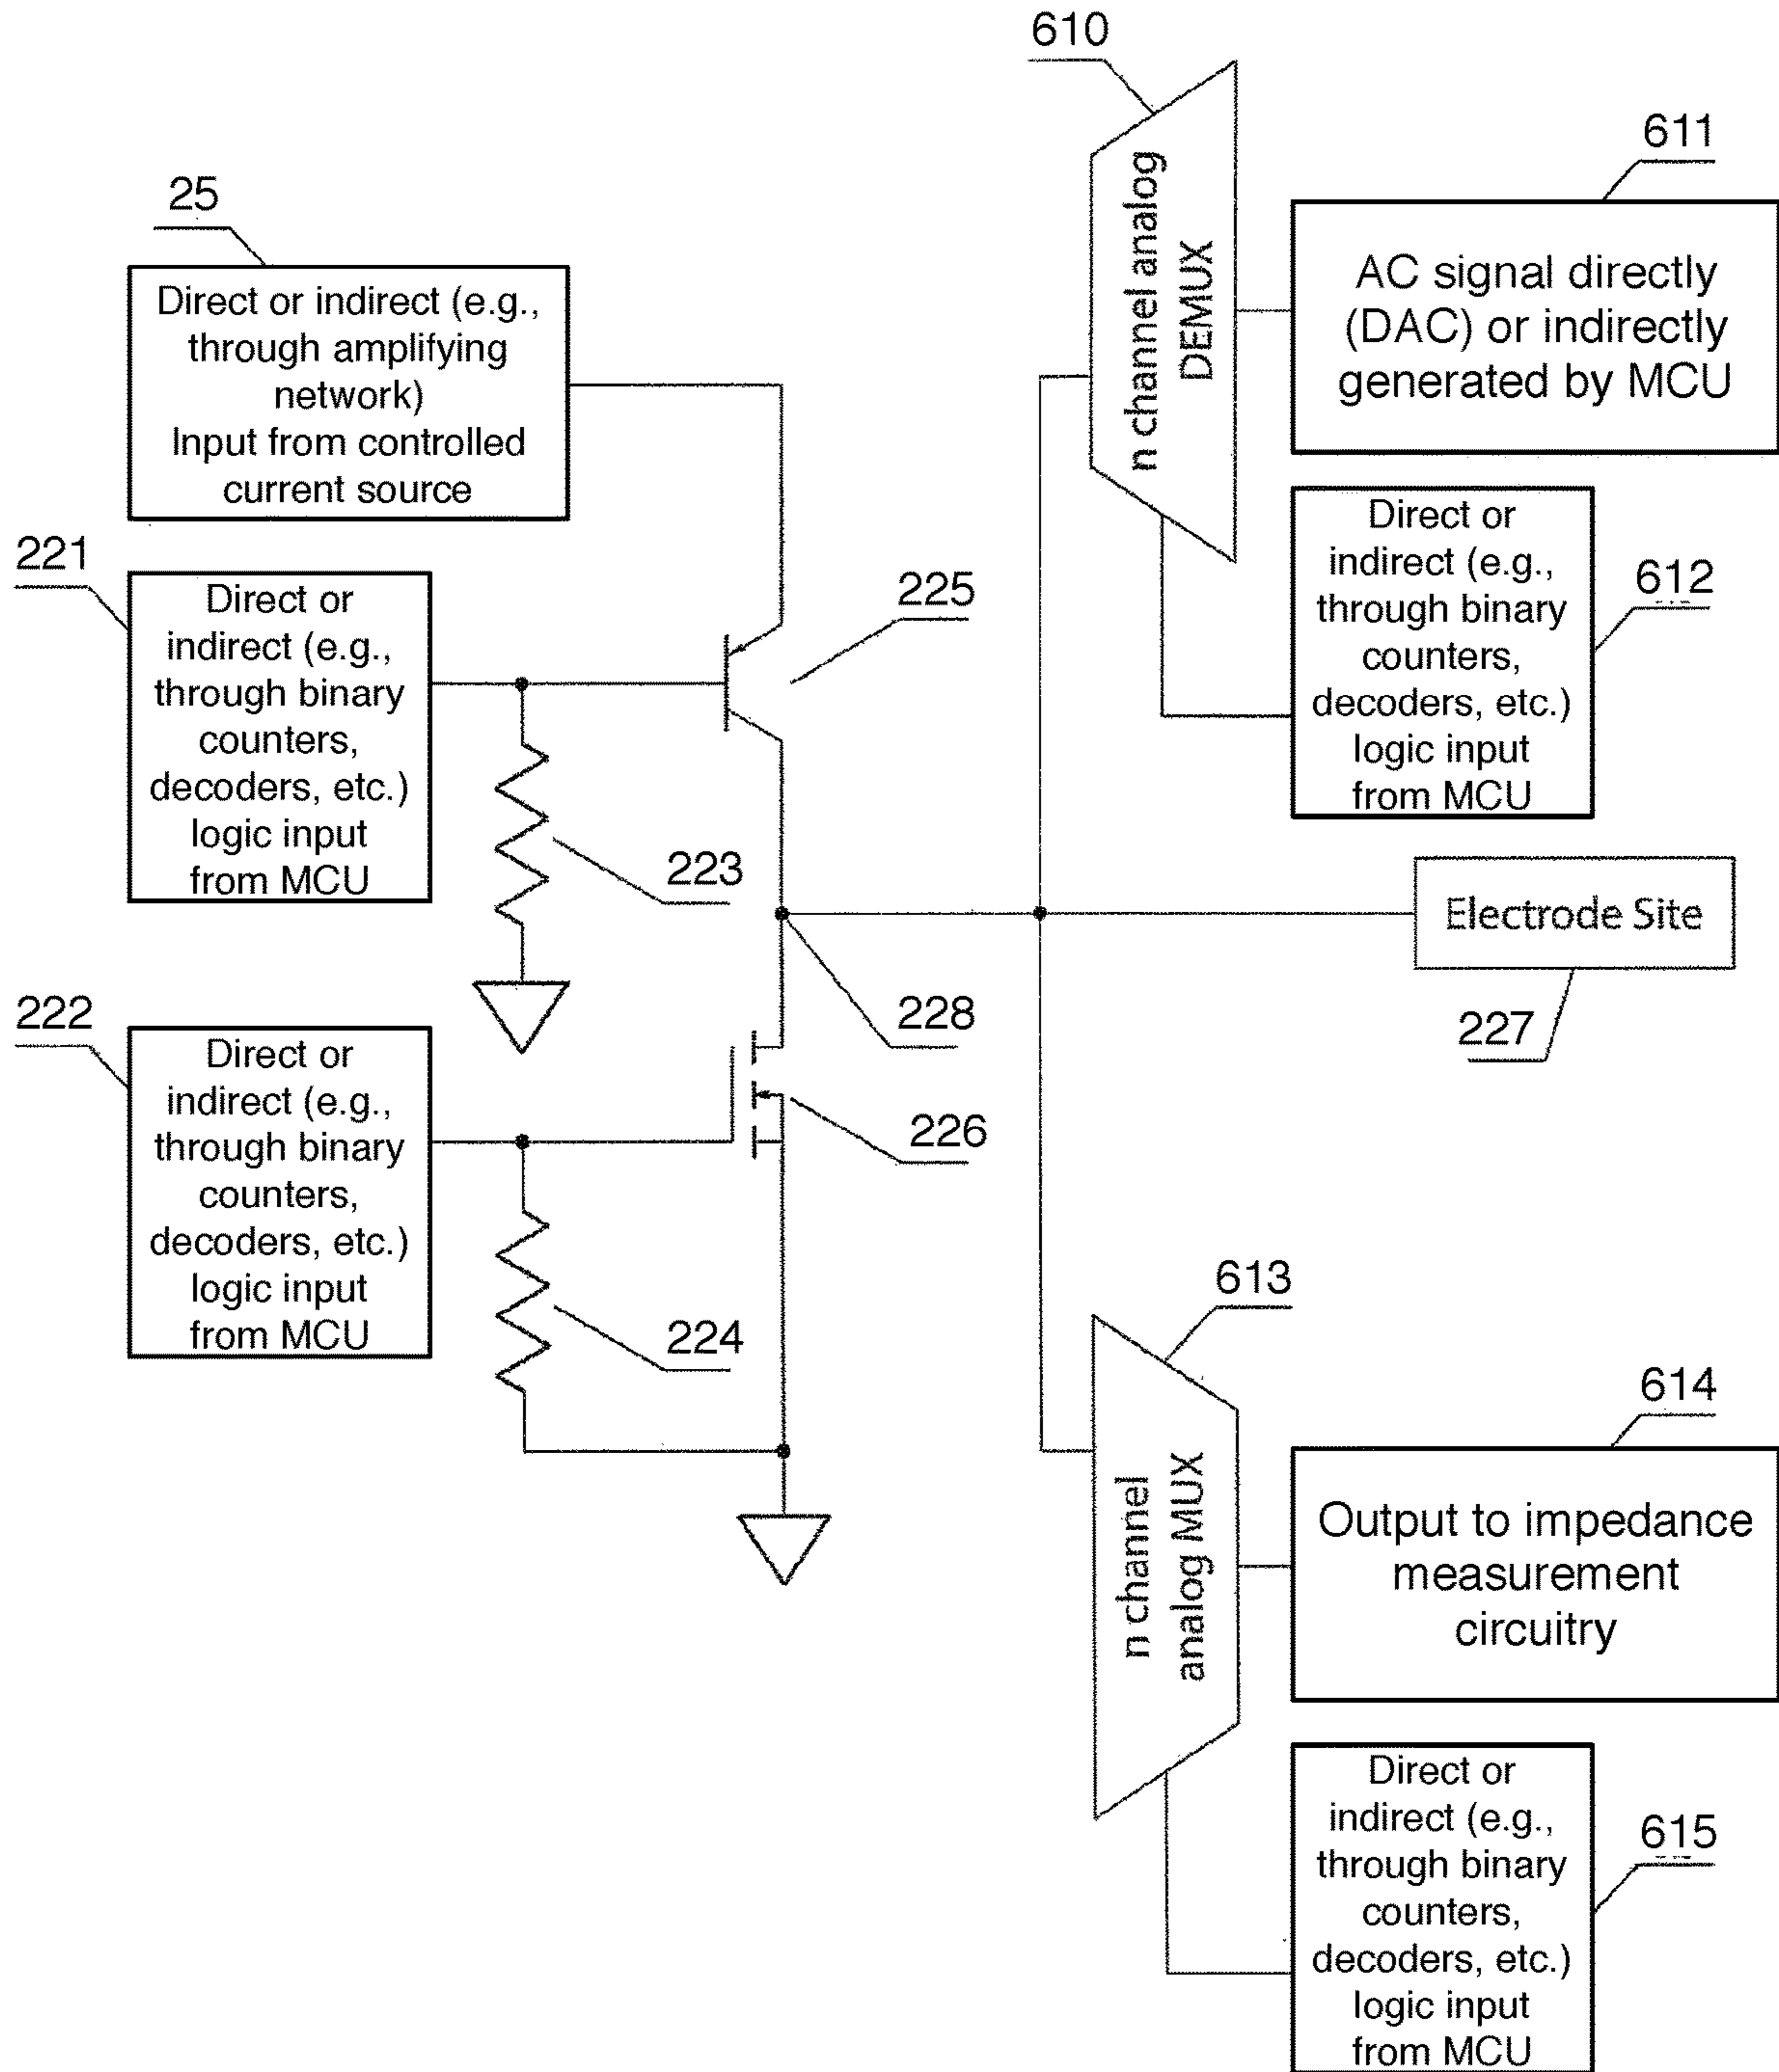 610
611
25
n channel analog
DEMUX
AC signal directly
(DAC) or indirectly
generated by MCU
Direct or indirect (e.g.,
through amplifying
network)
Input from controlled
current source
221
Direct or
indirect (e.g.,
through binary
counters,
decoders, etc.)
logic input
from MCU
225
Direct or
indirect (e.g.,
through binary
counters,
decoders, etc.)
logic input
from MCU
612
223
Electrode Site
227
228
222
Direct or
indirect (e.g.,
through binary
counters,
decoders, etc.)
logic input
from MCU
226
224
613
n channel
analog MUX
614
Output to impedance
measurement
circuitry
Direct or
indirect (e.g.,
through binary
counters,
decoders, etc.)
logic input
from MCU
615